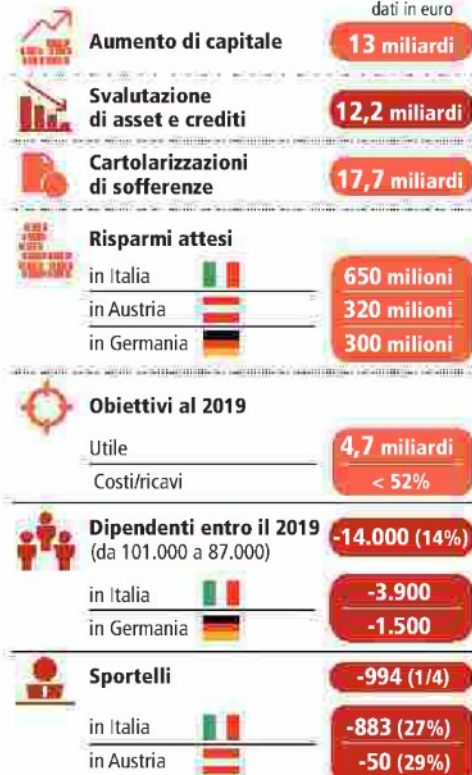 dati in euro
Aumento di capitale
13 miliardi
Svalutazione
di asset e crediti
12,2 miliardi
Cartolarizzazioni
di sofferenze
17,7 miliardi
Risparmi attesi
in Italia
650 milioni
in Austria
320 milioni
in Germania
300 milioni
Obiettivi al 2019
Utile
4,7 miliardi
Costi/ricavi
< 52%
Dipendenti entro il 2019
(da 101.000 a 87.000)
-14.000 (14%)
in Italia
-3.900
in Germania
-1.500
Sportelli
-994 (1/4)
in Italia
-883 (27%)
in Austria
-50 (29%)